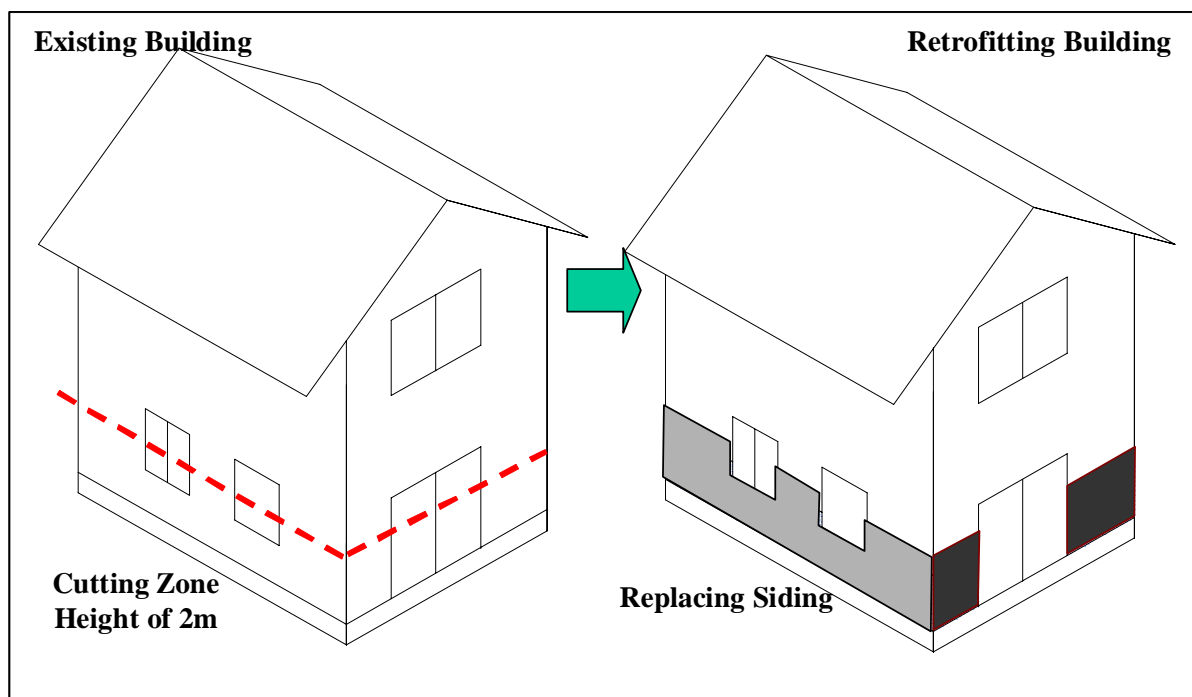 Existing Building
Retrofitting Building
Cutting Zone
Height of 2m
Replacing Siding